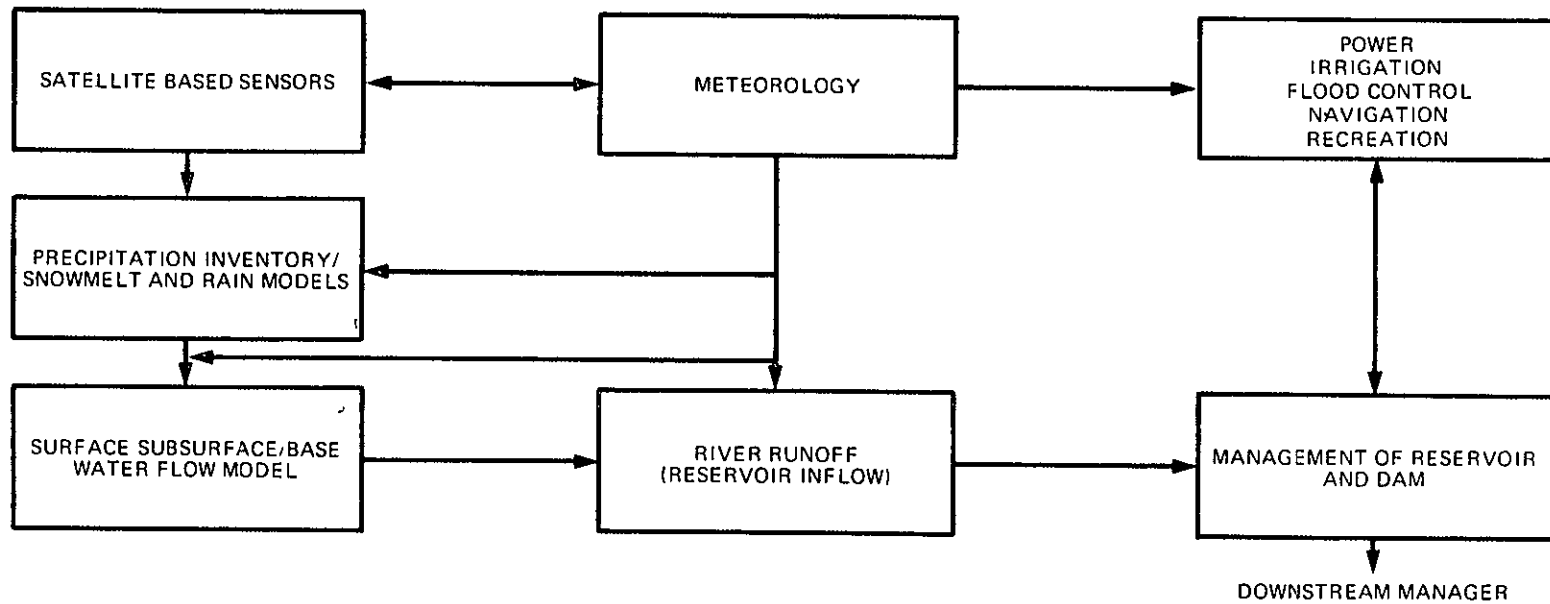 SATELLITE BASED SENSORS
METEOROLOGY
POWER
IRRIGATION
FLOOD CONTROL
NAVIGATION
RECREATION
PRECIPITATION INVENTORY/
SNOWMELT AND RAIN MODELS
SURFACE SUBSURFACE/BASE
WATER FLOW MODEL
RIVER RUNOFF
(RESERVOIR INFLOW)
MANAGEMENT OF RESERVOIR
AND DAM
DOWNSTREAM MANAGER